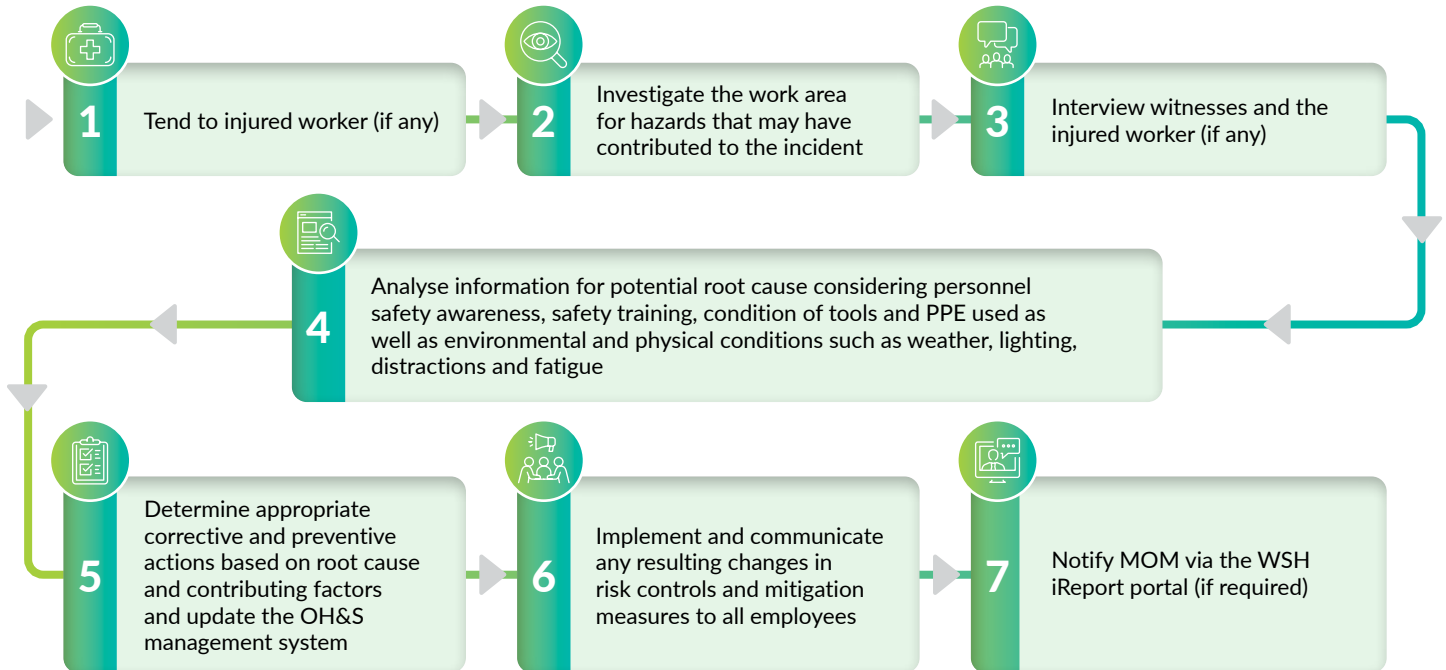 1
Tend to injured worker (if any)
2
Investigate the work area
for hazards that may have
contributed to the incident
3
Interview witnesses and the
injured worker (if any)
4
Analyse information for potential root cause considering personnel
safety awareness, safety training, condition of tools and PPE used as
well as environmental and physical conditions such as weather, lighting,
distractions and fatigue
5
Determine appropriate
corrective and preventive
actions based on root cause
and contributing factors
and update the OH&S
management system
6
Implement and communicate
any resulting changes in
risk controls and mitigation
measures to all employees
7
Notify MOM via the WSH
iReport portal (if required)